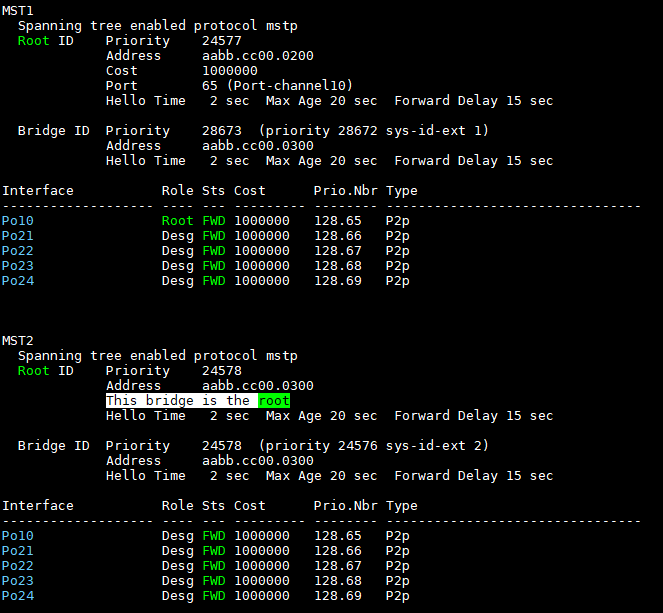 MST1
  Spanning tree enabled protocol mstp
  Root ID    Priority    24577
             Address     aabb.cc00.0200
             Cost        1000000
             Port        65 (Port-channel10)
             Hello Time   2 sec  Max Age 20 sec  Forward Delay 15 sec

  Bridge ID  Priority    28673  (priority 28672 sys-id-ext 1)
             Address     aabb.cc00.0300
             Hello Time   2 sec  Max Age 20 sec  Forward Delay 15 sec

Interface           Role Sts Cost      Prio.Nbr Type
------------------- ---- --- --------- -------- --------------------------------
Po10                Root FWD 1000000   128.65   P2p
Po21                Desg FWD 1000000   128.66   P2p
Po22                Desg FWD 1000000   128.67   P2p
Po23                Desg FWD 1000000   128.68   P2p
Po24                Desg FWD 1000000   128.69   P2p

MST2
  Spanning tree enabled protocol mstp
  Root ID    Priority    24578
             Address     aabb.cc00.0300
             This bridge is the root
             Hello Time   2 sec  Max Age 20 sec  Forward Delay 15 sec

  Bridge ID  Priority    24578  (priority 24576 sys-id-ext 2)
             Address     aabb.cc00.0300
             Hello Time   2 sec  Max Age 20 sec  Forward Delay 15 sec

Interface           Role Sts Cost      Prio.Nbr Type
------------------- ---- --- --------- -------- --------------------------------
Po10                Desg FWD 1000000   128.65   P2p
Po21                Desg FWD 1000000   128.66   P2p
Po22                Desg FWD 1000000   128.67   P2p
Po23                Desg FWD 1000000   128.68   P2p
Po24                Desg FWD 1000000   128.69   P2p